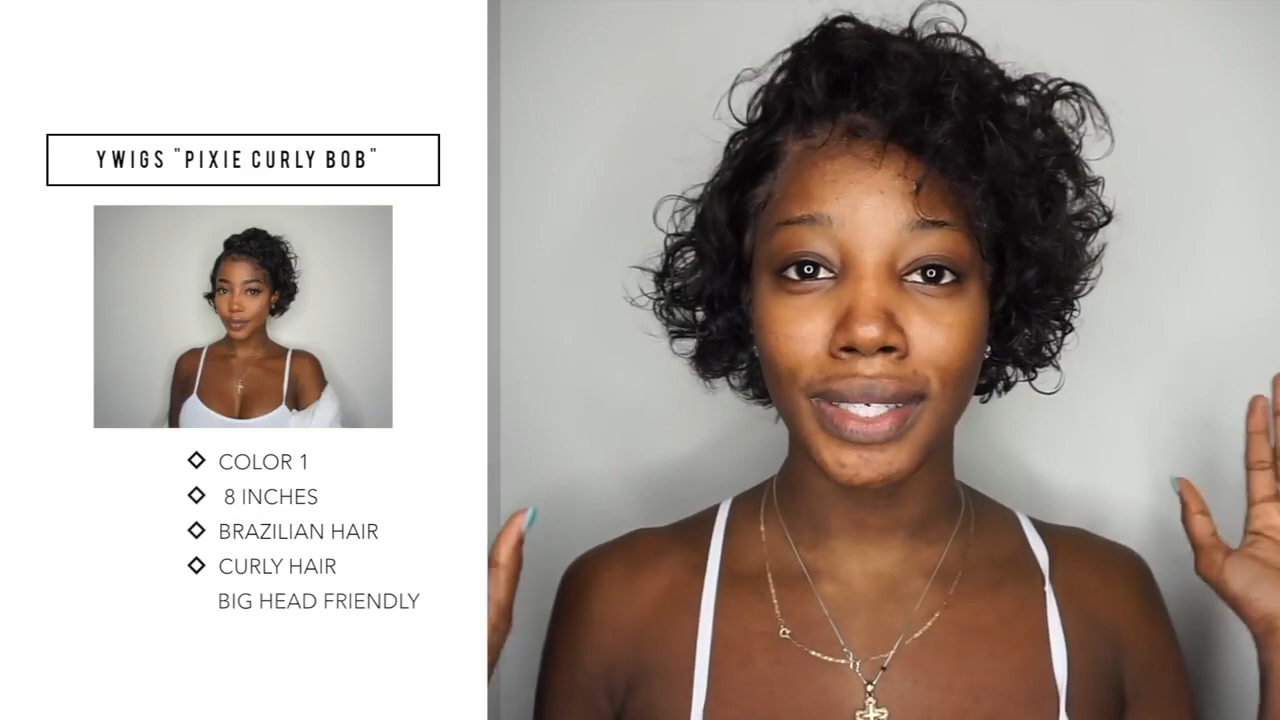 YWIGS "PIXIE CURLY BOB"
COLOR 1
8 INCHES
BRAZILIAN HAIR
CURLY HAIR
BIG HEAD FRIENDLY